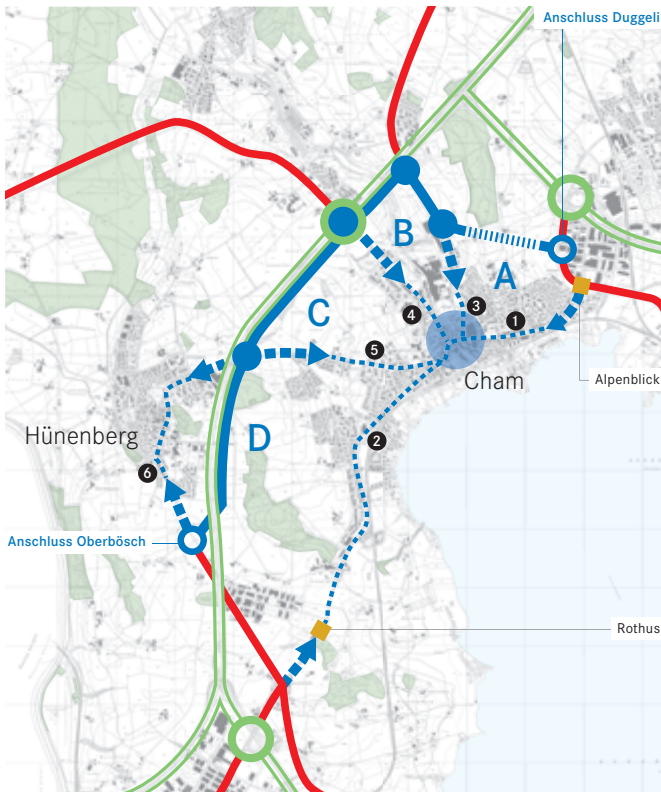 Anschluss Duggeli
B
A
C
4
3
1
5
Cham
Alpenblick
Hünenberg
D
2
6
Anschluss Oberbösch
Rothus